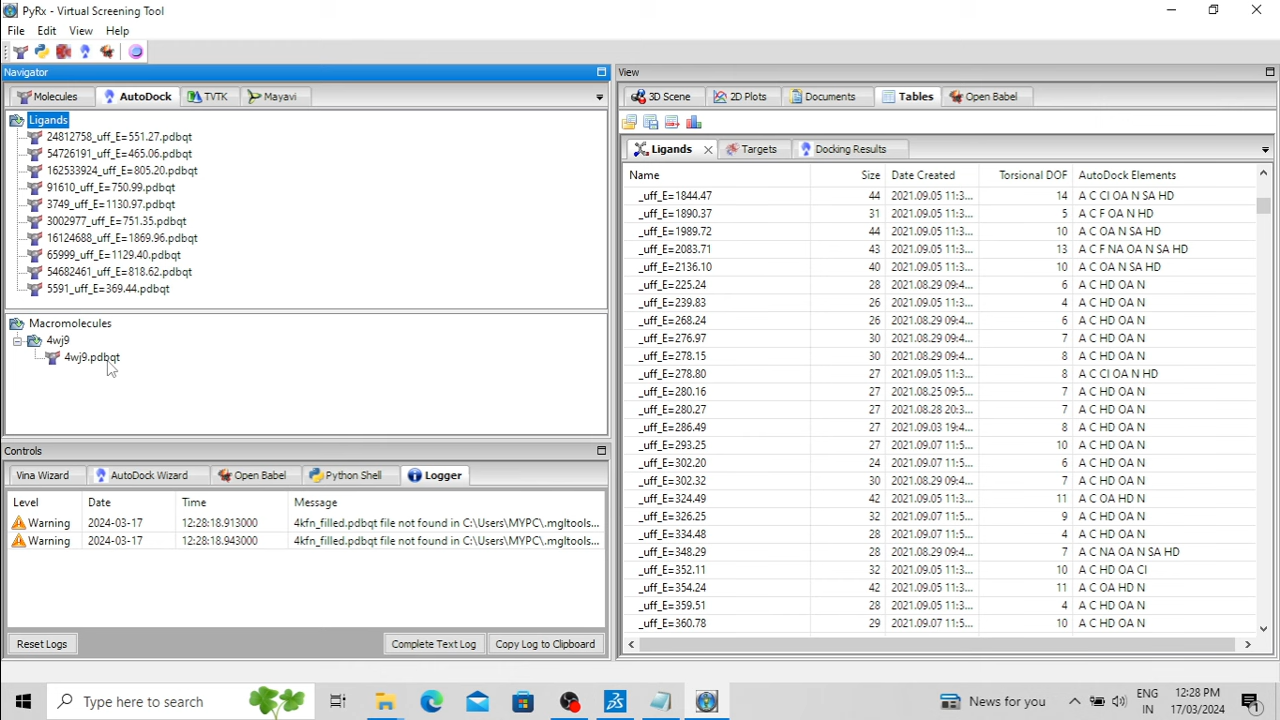 PyRx - Virtual Screening Tool
File Edit View Help
Navigator
Molecules AutoDock TVTK Mayavi
Ligands
24812758_uff_E=551.27.pdbqt
54726191_uff_E=465.06.pdbqt
162533924_uff_E=805.20.pdbqt
91610_uff_E=750.99.pdbqt
3749_uff_E=1130.97.pdbqt
3002977_uff_E=751.35.pdbqt
16124688_uff_E=1869.96.pdbqt
65999_uff_E=1129.40.pdbqt
54682461_uff_E=818.62.pdbqt
5591_uff_E=369.44.pdbqt
Macromolecules
4wj9
4wj9.pdbqt
Controls
Vina Wizard AutoDock Wizard Open Babel Python Shell Logger
Level Date Time Message
Warning 2024-03-17 12:28:18.913000 4kfn_filled.pdbqt file not found in C:\Users\MYPC\.mgltools...
Warning 2024-03-17 12:28:18.943000 4kfn_filled.pdbqt file not found in C:\Users\MYPC\.mgltools...
Reset Logs Complete Text Log Copy Log to Clipboard
View
3D Scene 2D Plots Documents Tables Open Babel
Ligands Targets Docking Results
Name Size Date Created Torsional DOF AutoDock Elements
_uff_E=1844.47 44 2021.09.05 11:3... 14 A C Cl OA N SA HD
_uff_E=1890.37 31 2021.09.05 11:3... 5 A C F OA N HD
_uff_E=1989.72 44 2021.09.05 11:3... 10 A C OA N SA HD
_uff_E=2083.71 43 2021.09.05 11:3... 13 A C F NA OA N SA HD
_uff_E=2136.10 40 2021.09.05 11:3... 10 A C OA N SA HD
_uff_E=225.24 28 2021.08.29 09:4... 6 A C HD OA N
_uff_E=239.83 26 2021.09.05 11:3... 4 A C HD OA N
_uff_E=268.24 26 2021.08.29 09:4... 6 A C HD OA N
_uff_E=276.97 30 2021.08.29 09:4... 7 A C HD OA N
_uff_E=278.15 30 2021.08.29 09:4... 8 A C HD OA N
_uff_E=278.80 27 2021.09.05 11:3... 8 A C Cl OA N HD
_uff_E=280.16 27 2021.08.25 09:5... 7 A C HD OA N
_uff_E=280.27 27 2021.08.28 20:3... 7 A C HD OA N
_uff_E=286.49 27 2021.09.03 19:4... 8 A C HD OA N
_uff_E=293.25 27 2021.09.07 11:5... 10 A C HD OA N
_uff_E=302.20 24 2021.09.07 11:5... 6 A C HD OA N
_uff_E=302.32 30 2021.08.29 09:4... 7 A C HD OA N
_uff_E=324.49 42 2021.09.05 11:3... 11 A C OA HD N
_uff_E=326.25 32 2021.09.07 11:5... 9 A C HD OA N
_uff_E=334.48 28 2021.09.07 11:5... 4 A C HD OA N
_uff_E=348.29 28 2021.08.29 09:4... 7 A C NA OA N SA HD
_uff_E=352.11 32 2021.09.05 11:3... 10 A C HD OA Cl
_uff_E=354.24 42 2021.09.05 11:3... 11 A C OA HD N
_uff_E=359.51 28 2021.09.05 11:3... 4 A C HD OA N
_uff_E=360.78 29 2021.09.07 11:5... 10 A C HD OA N
Type here to search
News for you
ENG
IN
12:28 PM
17/03/2024
1